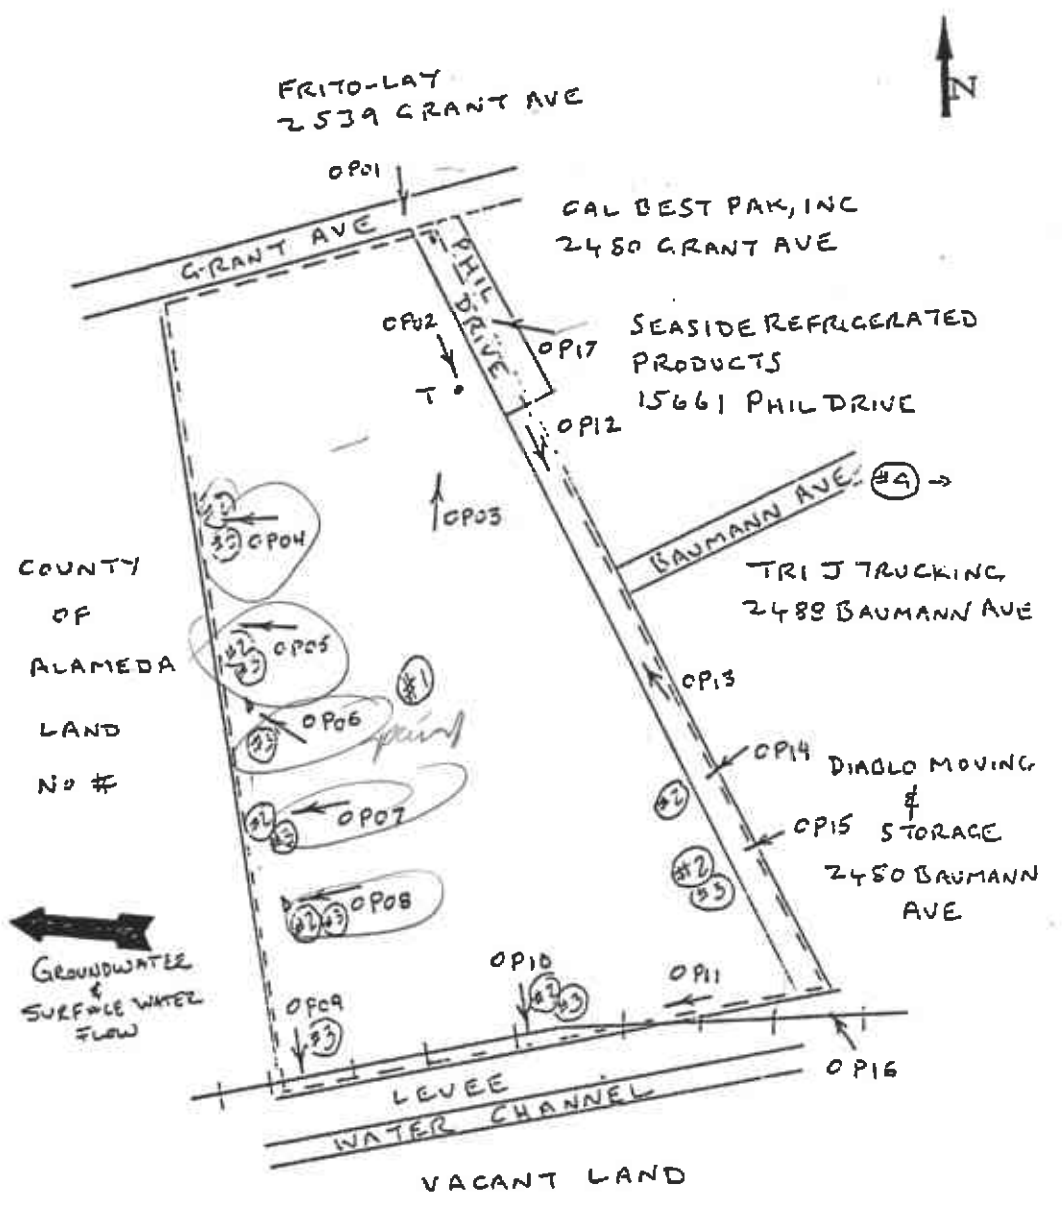 N
FRITO-LAY
2539 GRANT AVE
OP01
GRANT AVE
CAL BEST PAK, INC
2480 GRANT AVE
PHIL DRIVE
OP02
T
OP17
SEASIDE REFRIGERATED
PRODUCTS
15661 PHIL DRIVE
OP12
BAUMANN AVE
#4
OP03
OP04
#3
COUNTY
OF
ALAMEDA
LAND
NO #
TRI J TRUCKING
2488 BAUMANN AVE
OP05
#2
#3
#1
OP06
#3
paint
OP13
OP14
DIABLO MOVING
&
STORAGE
2450 BAUMANN
AVE
#2
OP07
#2
#3
OP15
#2
#3
OP08
#2 #3
GROUNDWATER
&
SURFACE WATER
FLOW
OP09
#3
OP10
#2 #3
OP11
OP16
LEVEE
WATER CHANNEL
VACANT LAND